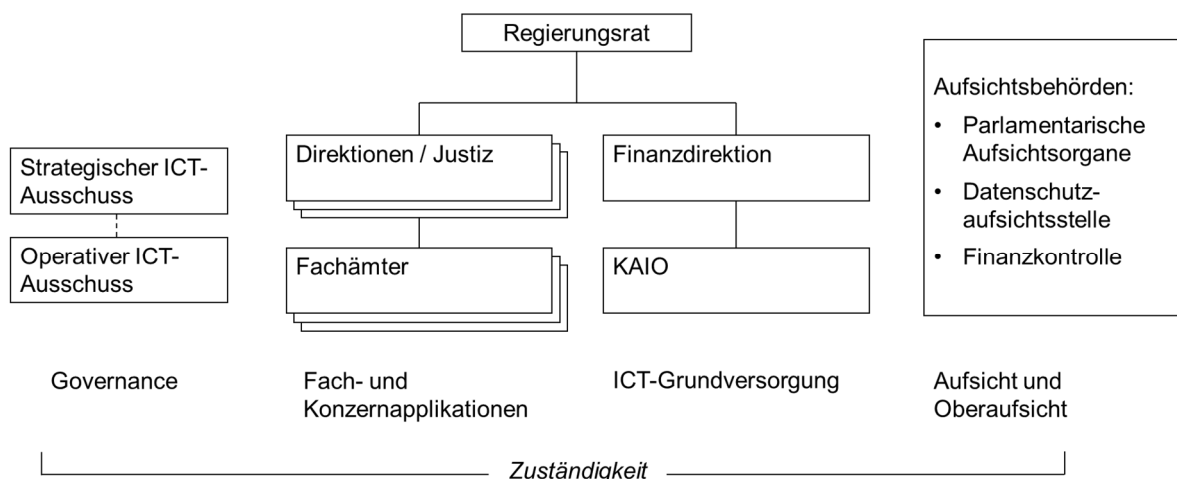 Regierungsrat
Strategischer ICT-
Ausschuss
Operativer ICT-
Ausschuss
Direktionen / Justiz
Fachämter
Finanzdirektion
KAIO
Aufsichtsbehörden:
• Parlamentarische
Aufsichtsorgane
• Datenschutz-
aufsichtsstelle
• Finanzkontrolle
Governance
Fach- und
Konzernapplikationen
ICT-Grundversorgung
Aufsicht und
Oberaufsicht
Zuständigkeit